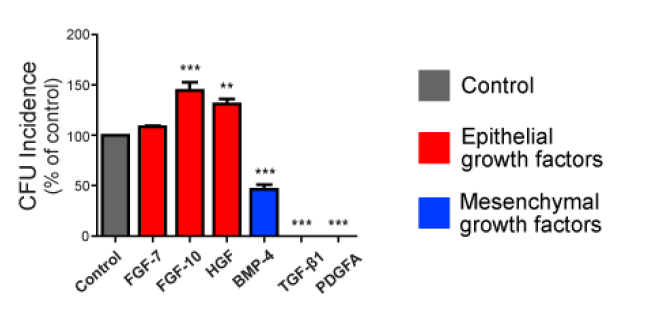 200
150
100
50
0
CFU Incidence
(% of control)
***
**
***
***
***
Control
FGF-7
FGF-10
HGF
BMP-4
TGF-β1
PDGFA
Control
Epithelial
growth factors
Mesenchymal
growth factors